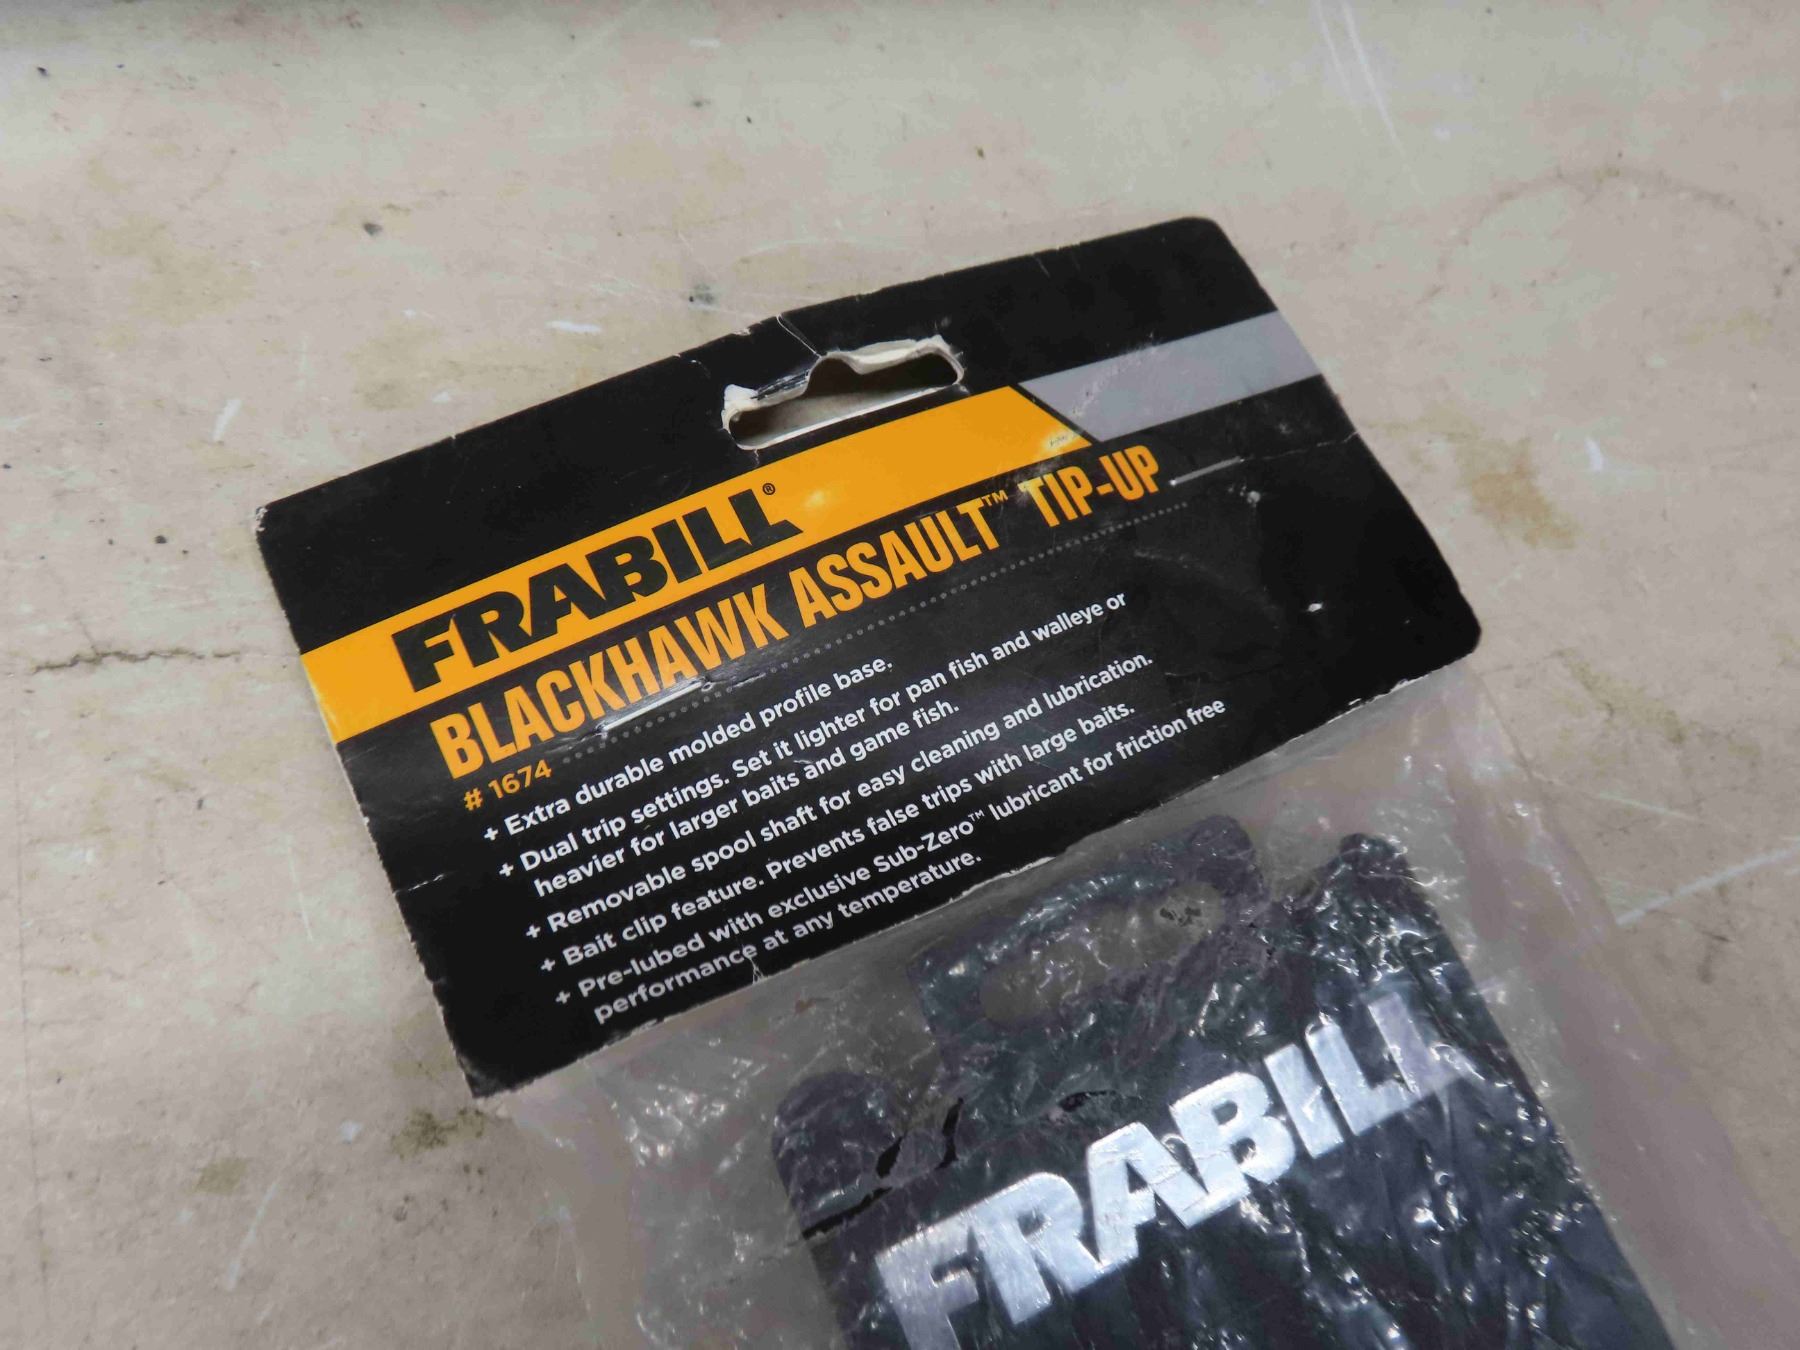 FRABILL®
BLACKHAWK ASSAULT™ TIP-UP
# 1674
+ Extra durable molded profile base.
+ Dual trip settings. Set it lighter for pan fish and walleye or
heavier for larger baits and game fish.
+ Removable spool shaft for easy cleaning and lubrication.
+ Bait clip feature. Prevents false trips with large baits.
+ Pre-lubed with exclusive Sub-Zero™ lubricant for friction free
performance at any temperature.
FRABILL